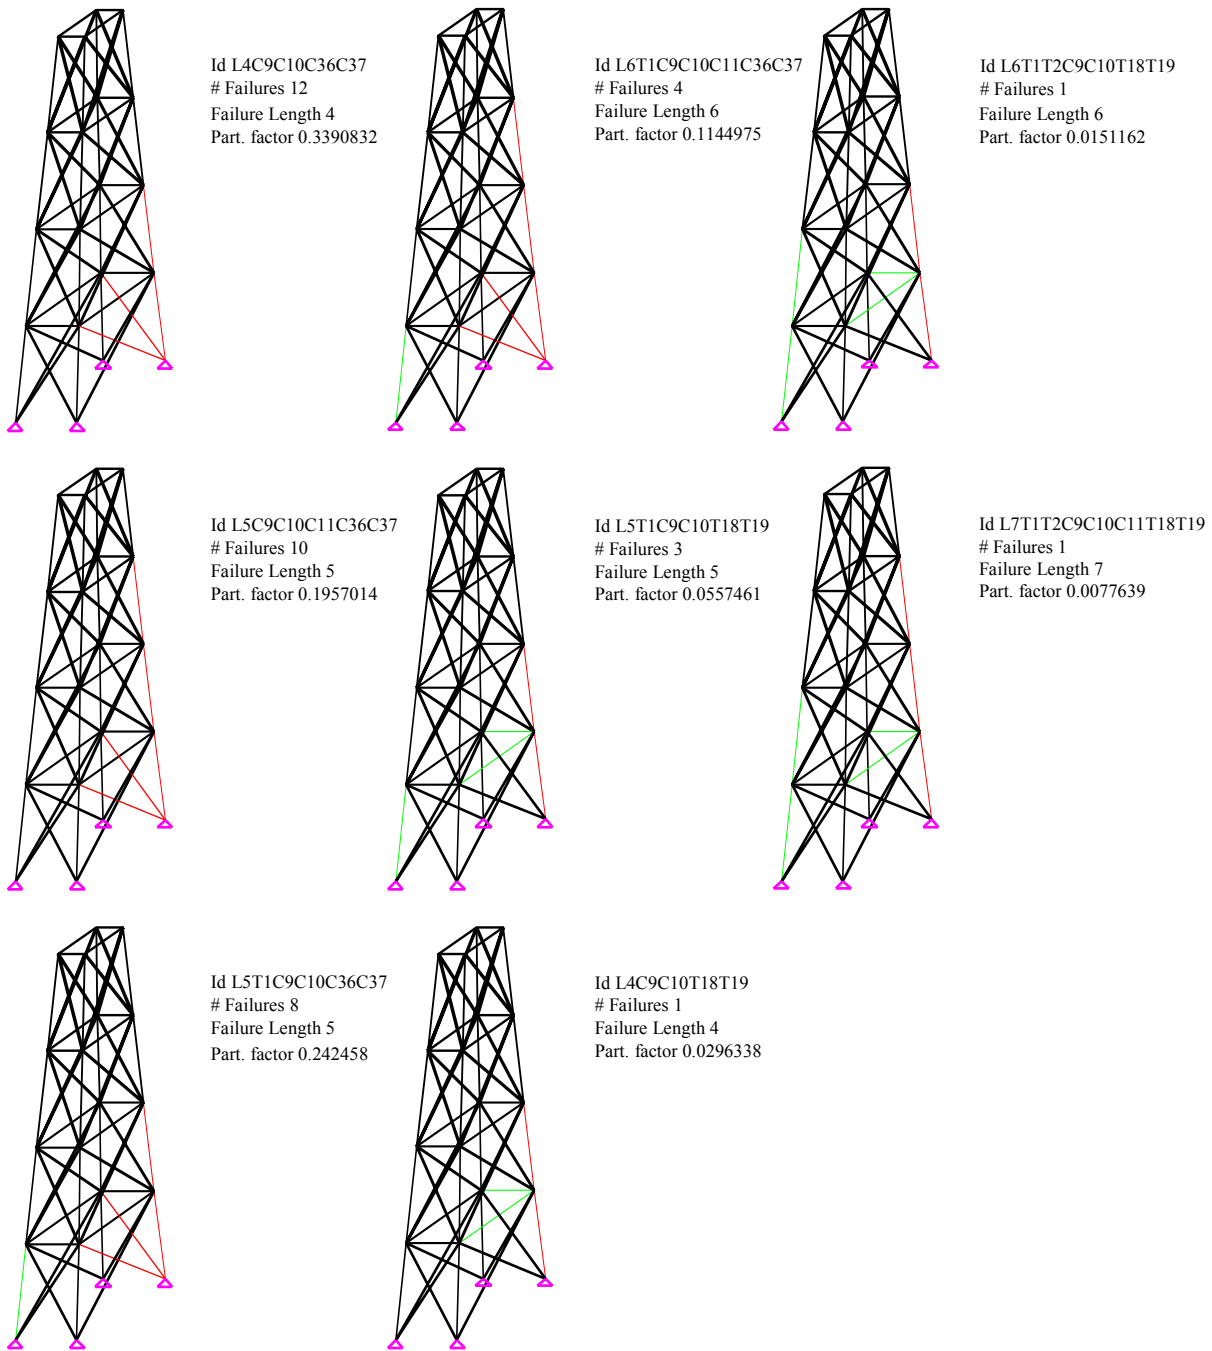 Id L4C9C10C36C37
# Failures 12
Failure Length 4
Part. factor 0.3390832
Id L6T1C9C10C11C36C37
# Failures 4
Failure Length 6
Part. factor 0.1144975
Id L6T1T2C9C10T18T19
# Failures 1
Failure Length 6
Part. factor 0.0151162
Id L5C9C10C11C36C37
# Failures 10
Failure Length 5
Part. factor 0.1957014
Id L5T1C9C10T18T19
# Failures 3
Failure Length 5
Part. factor 0.0557461
Id L7T1T2C9C10C11T18T19
# Failures 1
Failure Length 7
Part. factor 0.0077639
Id L5T1C9C10C36C37
# Failures 8
Failure Length 5
Part. factor 0.242458
Id L4C9C10T18T19
# Failures 1
Failure Length 4
Part. factor 0.0296338